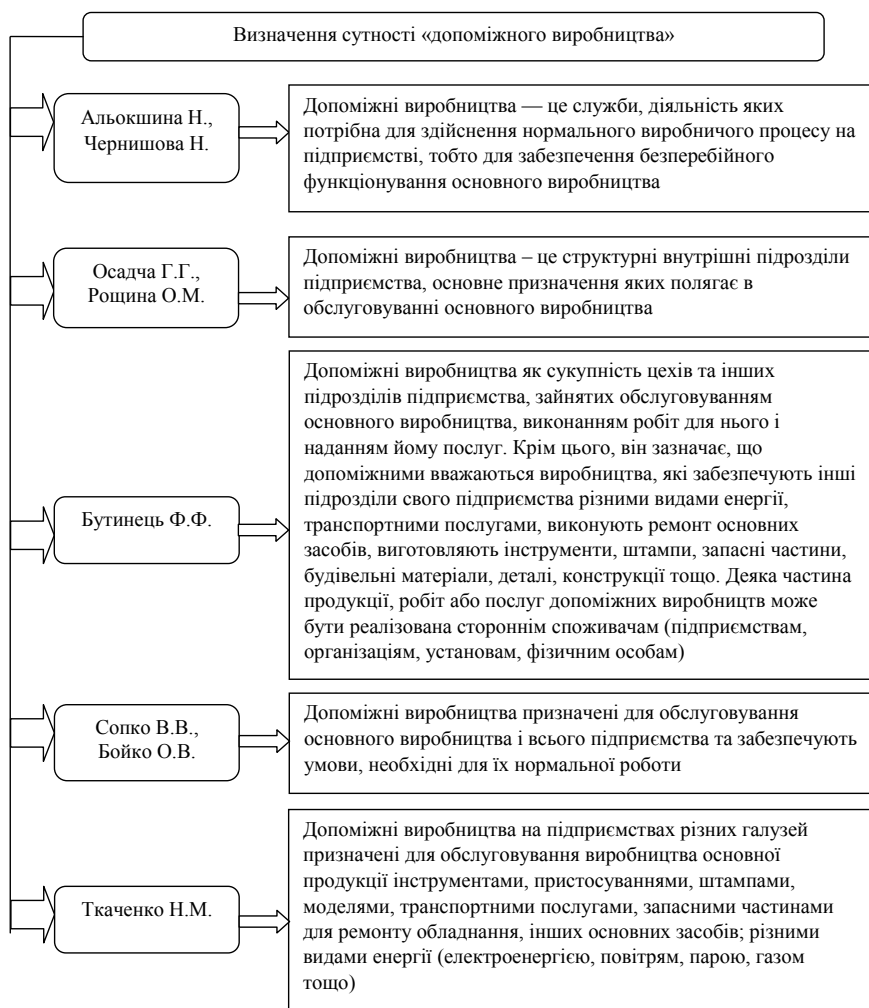 Визначення сутності «допоміжного виробництва»
Альокшина Н.,
Чернишова Н.
Допоміжні виробництва — це служби, діяльність яких
потрібна для здійснення нормального виробничого процесу на
підприємстві, тобто для забезпечення безперебійного
функціонування основного виробництва
Осадча Г.Г.,
Рощина О.М.
Допоміжні виробництва – це структурні внутрішні підрозділи
підприємства, основне призначення яких полягає в
обслуговуванні основного виробництва
Бутинець Ф.Ф.
Допоміжні виробництва як сукупність цехів та інших
підрозділів підприємства, зайнятих обслуговуванням
основного виробництва, виконанням робіт для нього і
наданням йому послуг. Крім цього, він зазначає, що
допоміжними вважаються виробництва, які забезпечують інші
підрозділи свого підприємства різними видами енергії,
транспортними послугами, виконують ремонт основних
засобів, виготовляють інструменти, штампи, запасні частини,
будівельні матеріали, деталі, конструкції тощо. Деяка частина
продукції, робіт або послуг допоміжних виробництв може
бути реалізована стороннім споживачам (підприємствам,
організаціям, установам, фізичним особам)
Сопко В.В.,
Бойко О.В.
Допоміжні виробництва призначені для обслуговування
основного виробництва і всього підприємства та забезпечують
умови, необхідні для їх нормальної роботи
Ткаченко Н.М.
Допоміжні виробництва на підприємствах різних галузей
призначені для обслуговування виробництва основної
продукції інструментами, пристосуваннями, штампами,
моделями, транспортними послугами, запасними частинами
для ремонту обладнання, інших основних засобів; різними
видами енергії (електроенергією, повітрям, парою, газом
тощо)